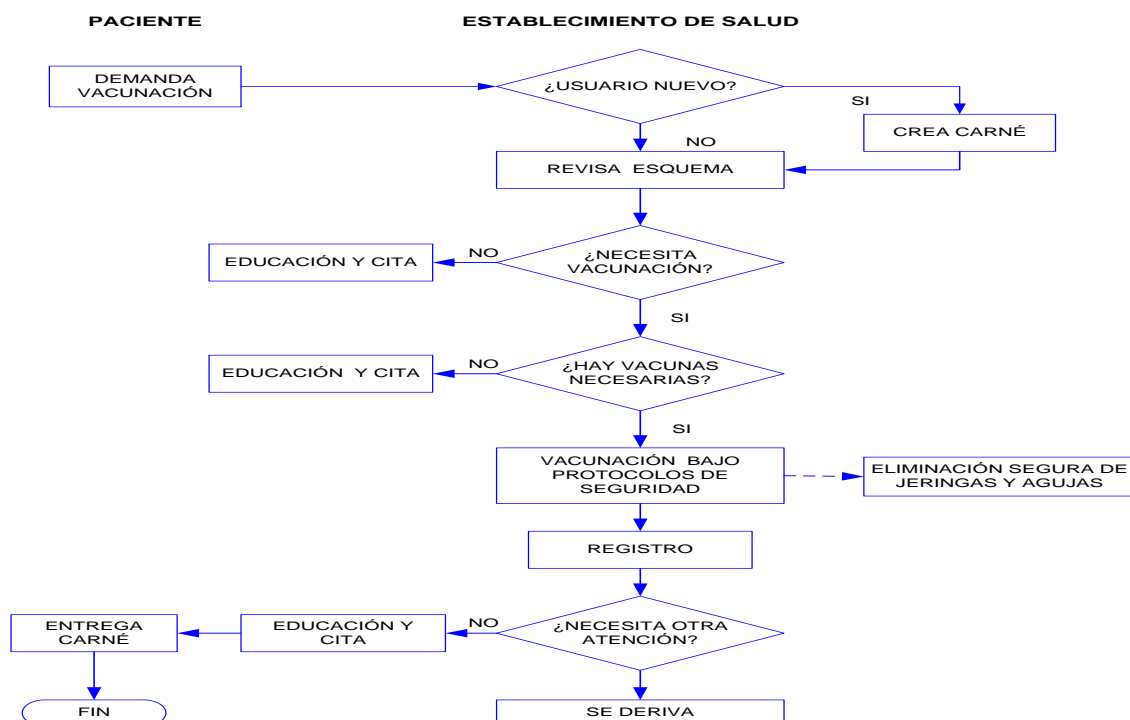 PACIENTE
ESTABLECIMIENTO DE SALUD
DEMANDA
VACUNACIÓN
¿USUARIO NUEVO?
SI
CREA CARNÉ
NO
REVISA ESQUEMA
¿NECESITA
VACUNACIÓN?
NO
EDUCACIÓN Y CITA
SI
¿HAY VACUNAS
NECESARIAS?
NO
EDUCACIÓN Y CITA
SI
VACUNACIÓN BAJO
PROTOCOLOS DE
SEGURIDAD
ELIMINACIÓN SEGURA DE
JERINGAS Y AGUJAS
REGISTRO
¿NECESITA OTRA
ATENCIÓN?
NO
EDUCACIÓN Y
CITA
ENTREGA
CARNÉ
FIN
SE DERIVA